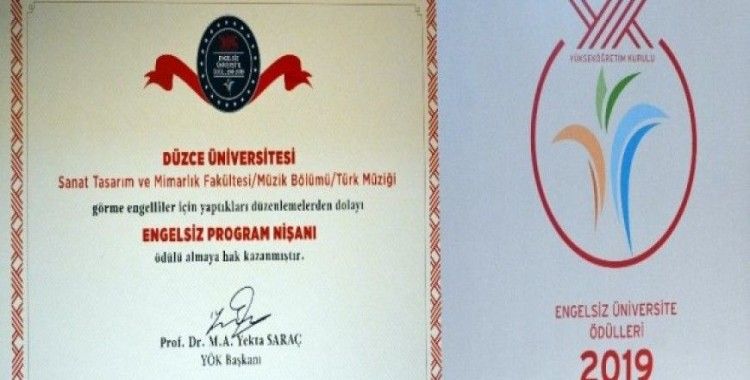 ENGELSİZ
ÜNİVERSİTE
DÜZCE ÜNİVERSİTESİ
Sanat Tasarım ve Mimarlık Fakültesi/Müzik Bölümü/Türk Müziği
görme engelliler için yaptıkları düzenlemelerden dolayı
ENGELSİZ PROGRAM NİŞANI
ödülü almaya hak kazanmıştır.
Prof. Dr. M.A. Yekta SARAÇ
YÖK Başkanı
YÜKSEKÖĞRETİM KURULU
ENGELSİZ ÜNİVERSİTE
ÖDÜLLERİ
2019